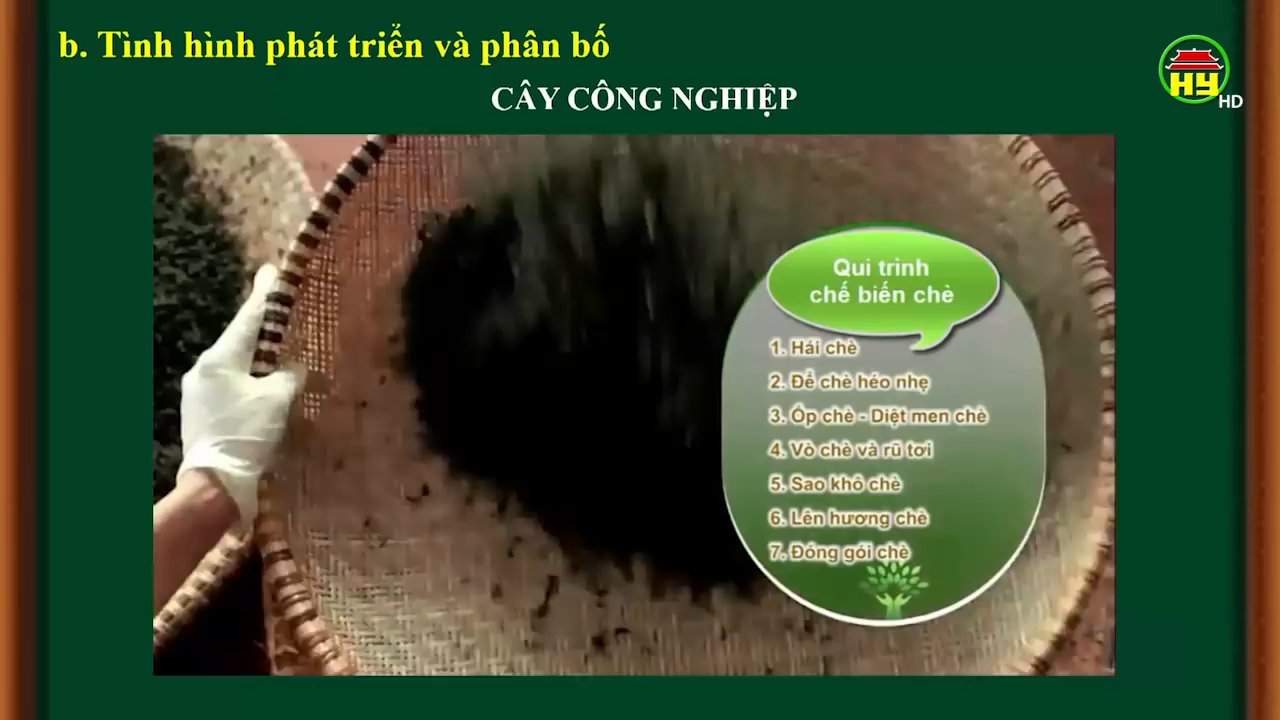 b. Tình hình phát triển và phân bố
CÂY CÔNG NGHIỆP
HY
HD
Qui trình
chế biến chè
1. Hái chè
2. Để chè héo nhẹ
3. Ốp chè - Diệt men chè
4. Vò chè và rũ tơi
5. Sao khô chè
6. Lên hương chè
7. Đóng gói chè